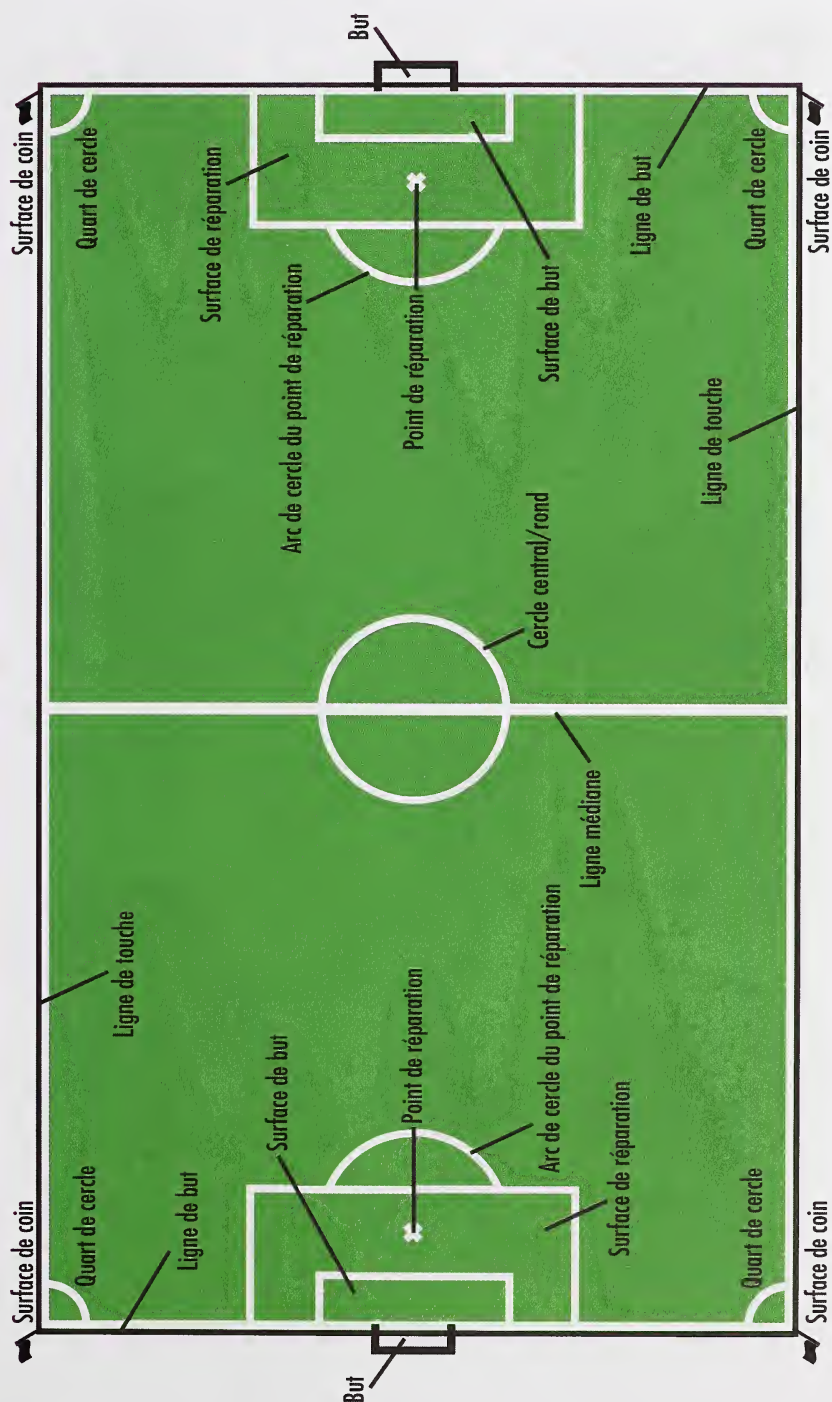 Surface de coin
Surface de coin
Quart de cercle
Quart de cercle
Ligne de touche
Ligne de but
Surface de réparation
Surface de but
Arc de cercle du point de réparation
But
But
Point de réparation
Point de réparation
Cercle central/rond
Arc de cercle du point de réparation
Surface de but
Ligne médiane
Surface de réparation
Ligne de but
Ligne de touche
Quart de cercle
Quart de cercle
Surface de coin
Surface de coin